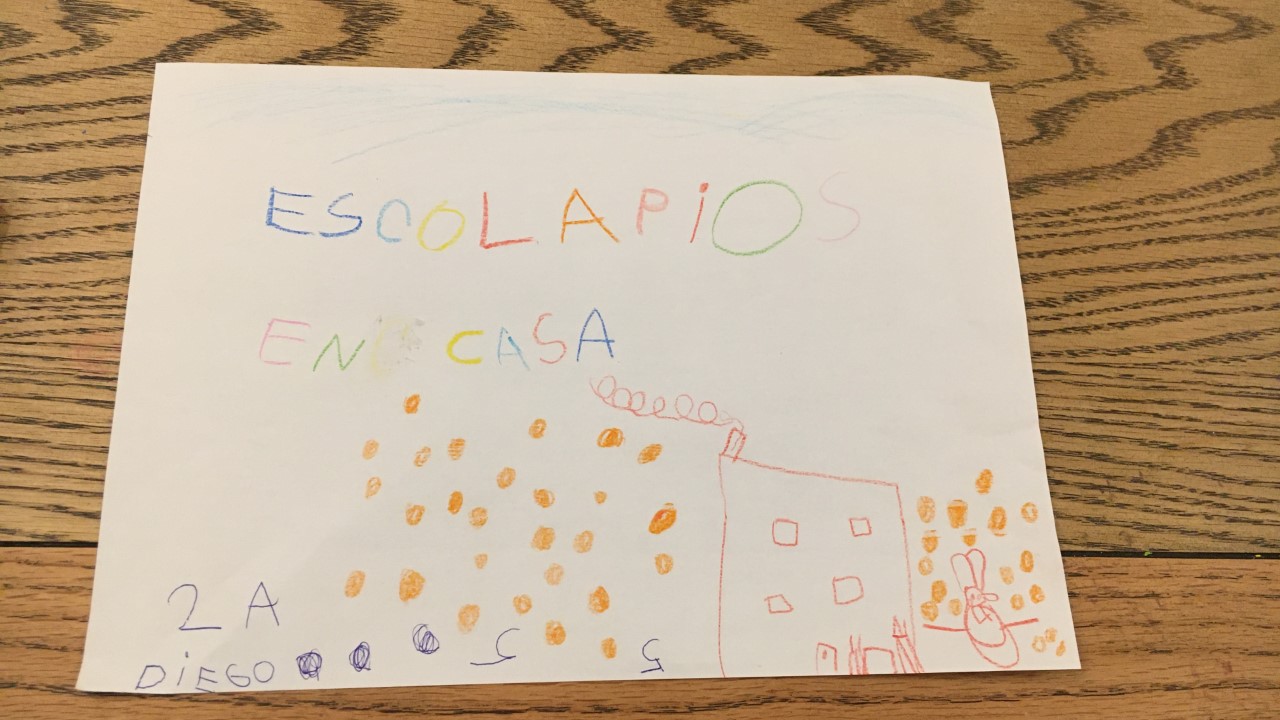 ESCOLAPiOS
EN CASA
2 A
DiEGO